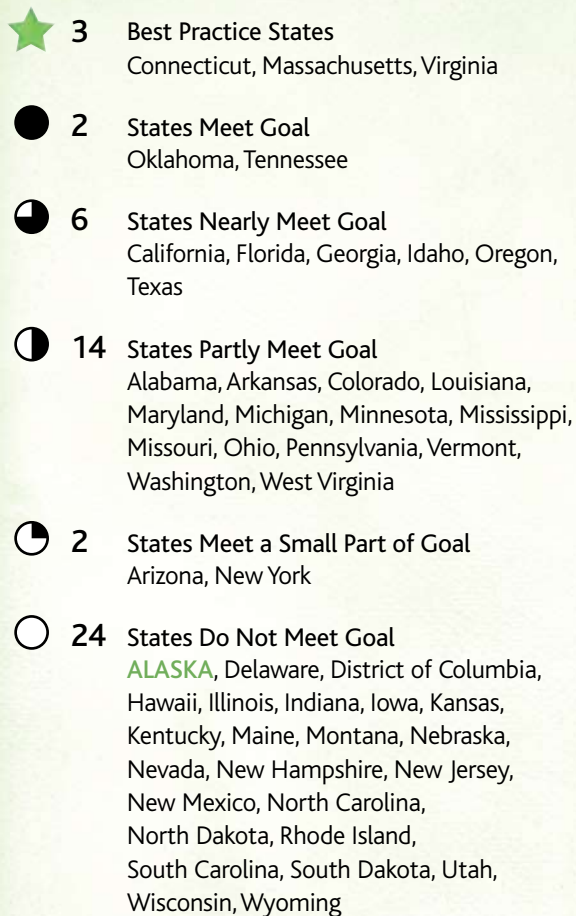 3 Best Practice States
Connecticut, Massachusetts, Virginia
2 States Meet Goal
Oklahoma, Tennessee
6 States Nearly Meet Goal
California, Florida, Georgia, Idaho, Oregon,
Texas
14 States Partly Meet Goal
Alabama, Arkansas, Colorado, Louisiana,
Maryland, Michigan, Minnesota, Mississippi,
Missouri, Ohio, Pennsylvania, Vermont,
Washington, West Virginia
2 States Meet a Small Part of Goal
Arizona, New York
24 States Do Not Meet Goal
ALASKA, Delaware, District of Columbia,
Hawaii, Illinois, Indiana, Iowa, Kansas,
Kentucky, Maine, Montana, Nebraska,
Nevada, New Hampshire, New Jersey,
New Mexico, North Carolina,
North Dakota, Rhode Island,
South Carolina, South Dakota, Utah,
Wisconsin, Wyoming